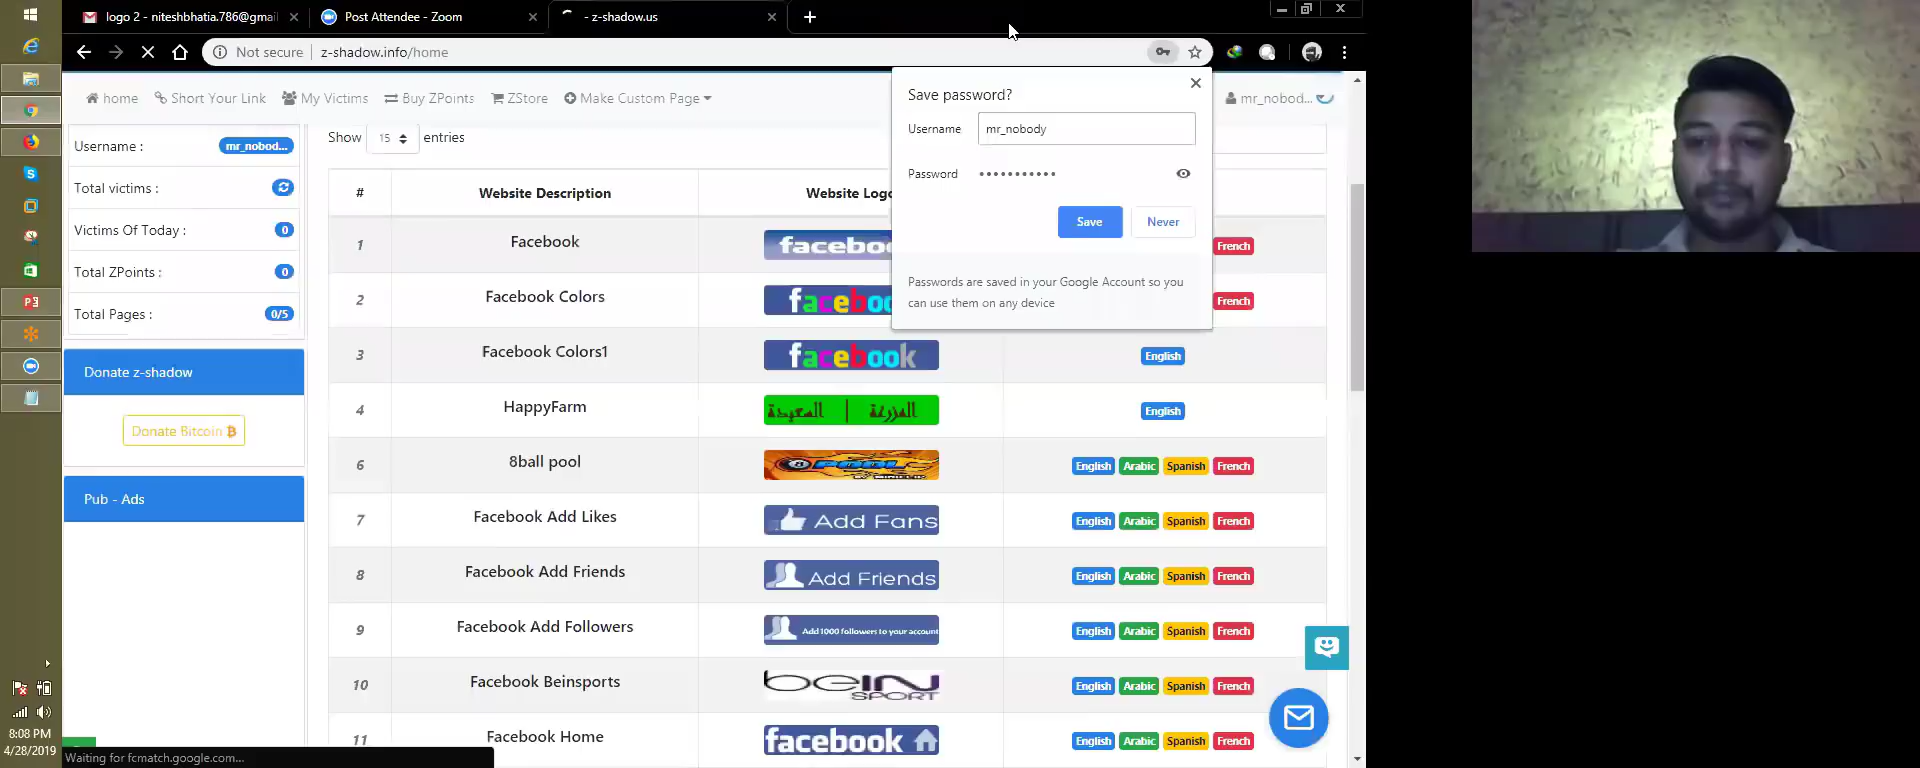 logo 2 - niteshbhatia.786@gmai
Post Attendee - Zoom
- z-shadow.us
Not secure
z-shadow.info/home
home
Short Your Link
My Victims
Buy ZPoints
ZStore
Make Custom Page
mr_nobod...
Username :
mr_nobod...
Total victims :
Victims Of Today :
0
Total ZPoints :
0
Total Pages :
0/5
Donate z-shadow
Donate Bitcoin
Pub - Ads
Show
15
entries
#
Website Description
Website Logo
1
Facebook
facebo
French
2
Facebook Colors
facebo
French
3
Facebook Colors1
facebook
English
4
HappyFarm
المزرعة | السعيدة
English
6
8ball pool
8 POOL
BY MINICLIP
English Arabic Spanish French
7
Facebook Add Likes
Add Fans
English Arabic Spanish French
8
Facebook Add Friends
Add Friends
English Arabic Spanish French
9
Facebook Add Followers
Add 1000 followers to your account
English Arabic Spanish French
10
Facebook Beinsports
beIN
SPORT
English Arabic Spanish French
11
Facebook Home
facebook
English Arabic Spanish French
Save password?
Username
mr_nobody
Password
Save
Never
Passwords are saved in your Google Account so you
can use them on any device
Waiting for fcmatch.google.com...
8:08 PM
4/28/2019